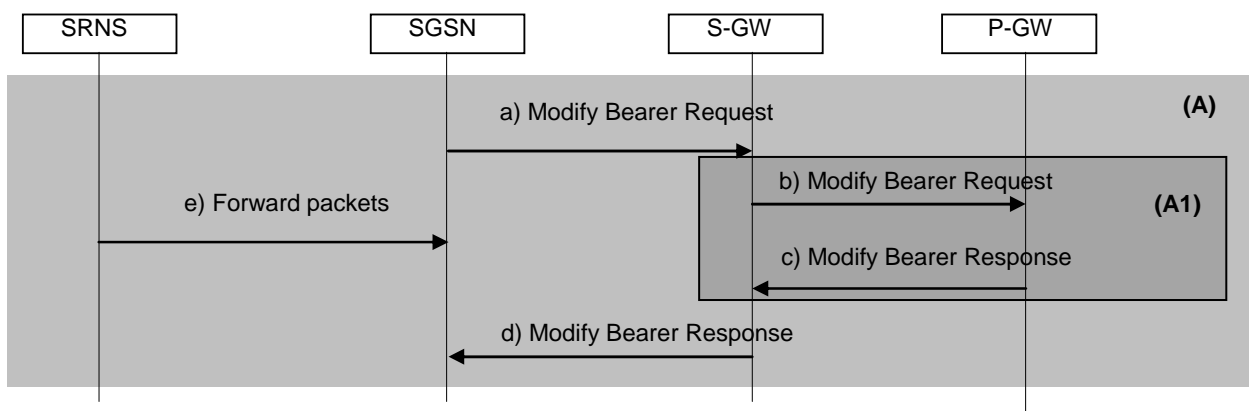 SRNS
SGSN
S-GW
P-GW
(A)
a) Modify Bearer Request
b) Modify Bearer Request
e) Forward packets
(A1)
c) Modify Bearer Response
d) Modify Bearer Response